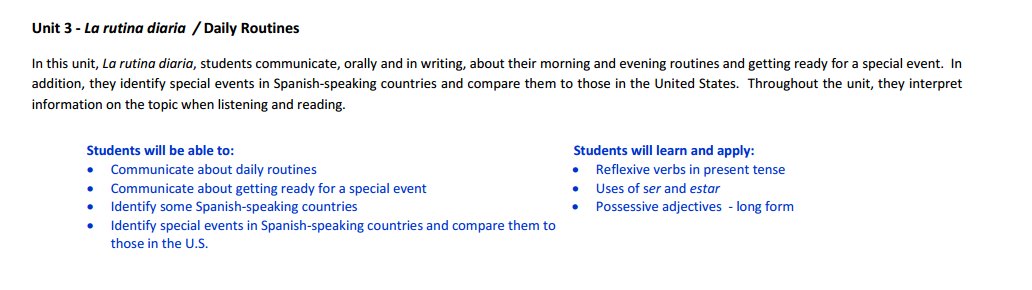 Unit 3 - La rutina diaria / Daily Routines
In this unit, La rutina diaria, students communicate, orally and in writing, about their morning and evening routines and getting ready for a special event. In
addition, they identify special events in Spanish-speaking countries and compare them to those in the United States. Throughout the unit, they interpret
information on the topic when listening and reading.
Students will be able to:
• Communicate about daily routines
• Communicate about getting ready for a special event
• Identify some Spanish-speaking countries
• Identify special events in Spanish-speaking countries and compare them to
those in the U.S.
Students will learn and apply:
• Reflexive verbs in present tense
• Uses of ser and estar
• Possessive adjectives - long form